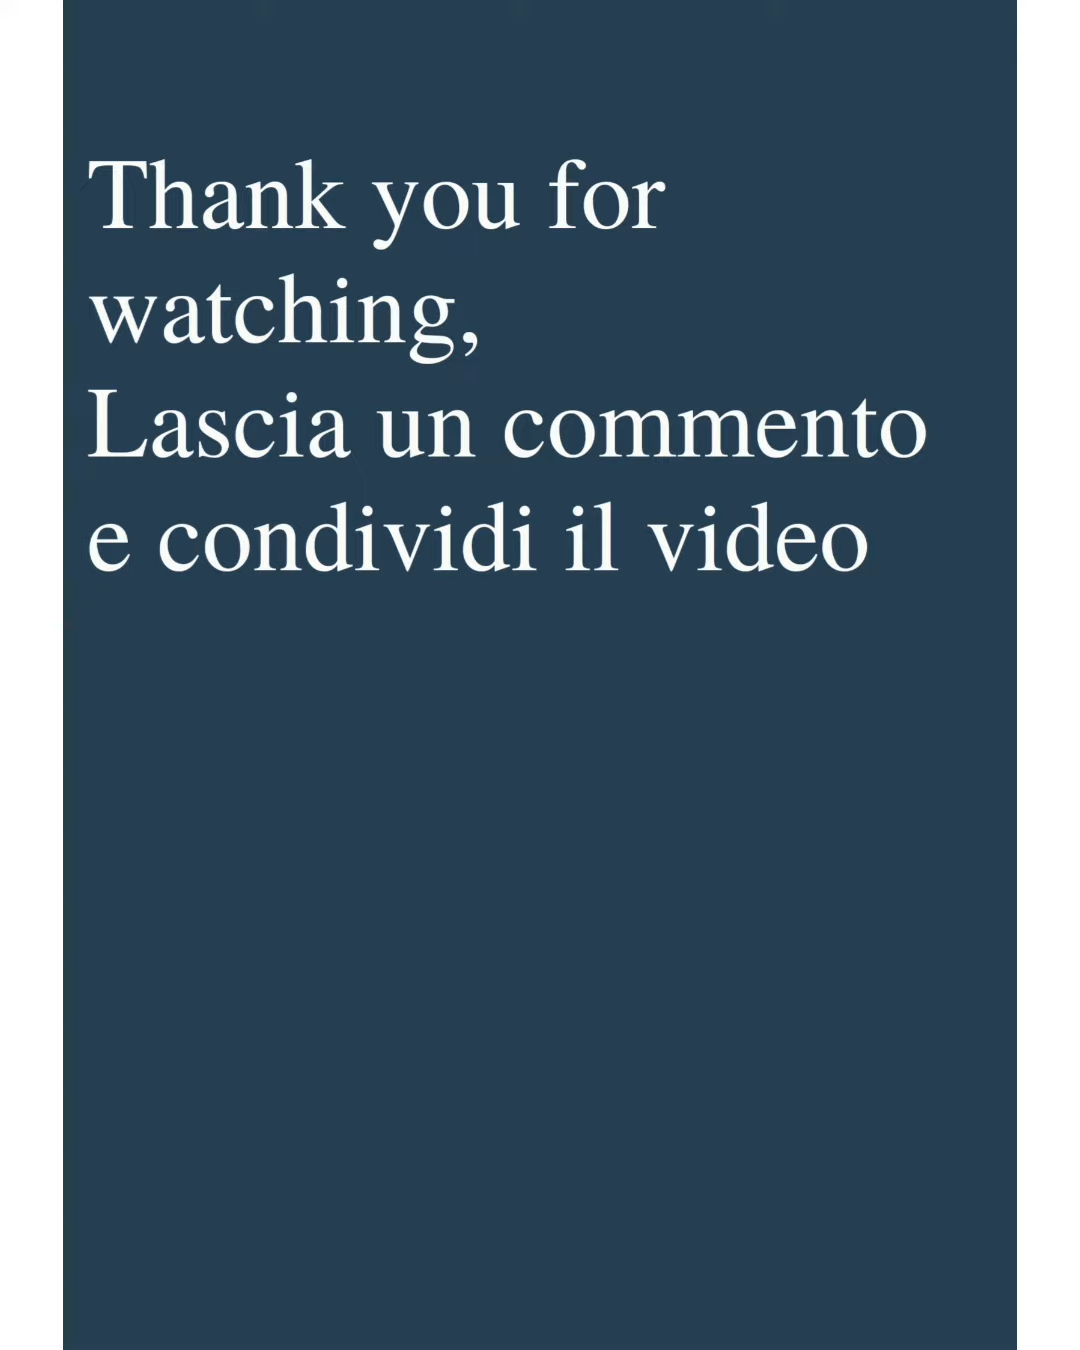 Thank you for
watching,
Lascia un commento
e condividi il video